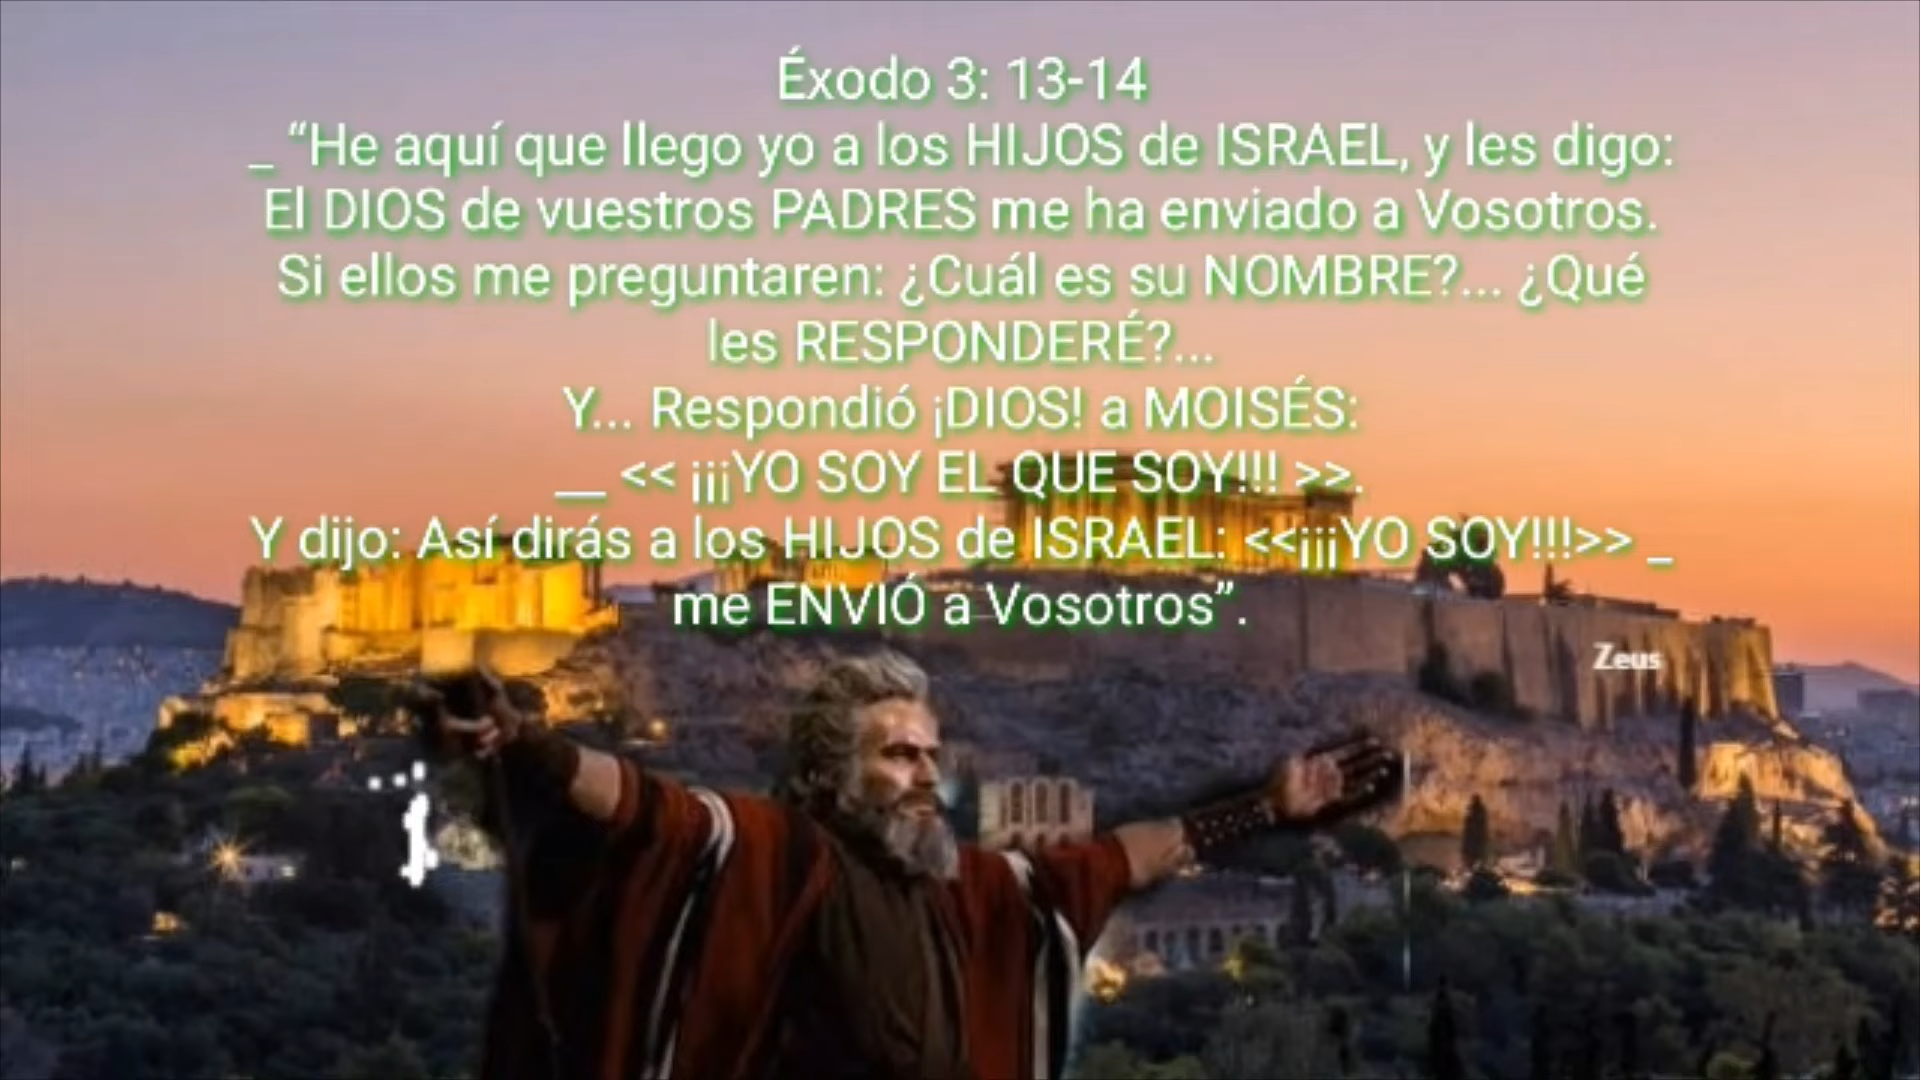 Éxodo 3: 13-14
_ “He aquí que llego yo a los HIJOS de ISRAEL, y les digo:
El DIOS de vuestros PADRES me ha enviado a Vosotros.
Si ellos me preguntaren: ¿Cuál es su NOMBRE?... ¿Qué
les RESPONDERÉ?...
Y... Respondió ¡DIOS! a MOISÉS:
__ << ¡¡¡YO SOY EL QUE SOY!!! >>.
Y dijo: Así dirás a los HIJOS de ISRAEL: <<¡¡¡YO SOY!!!>> _
me ENVIÓ a Vosotros”.
Zeus